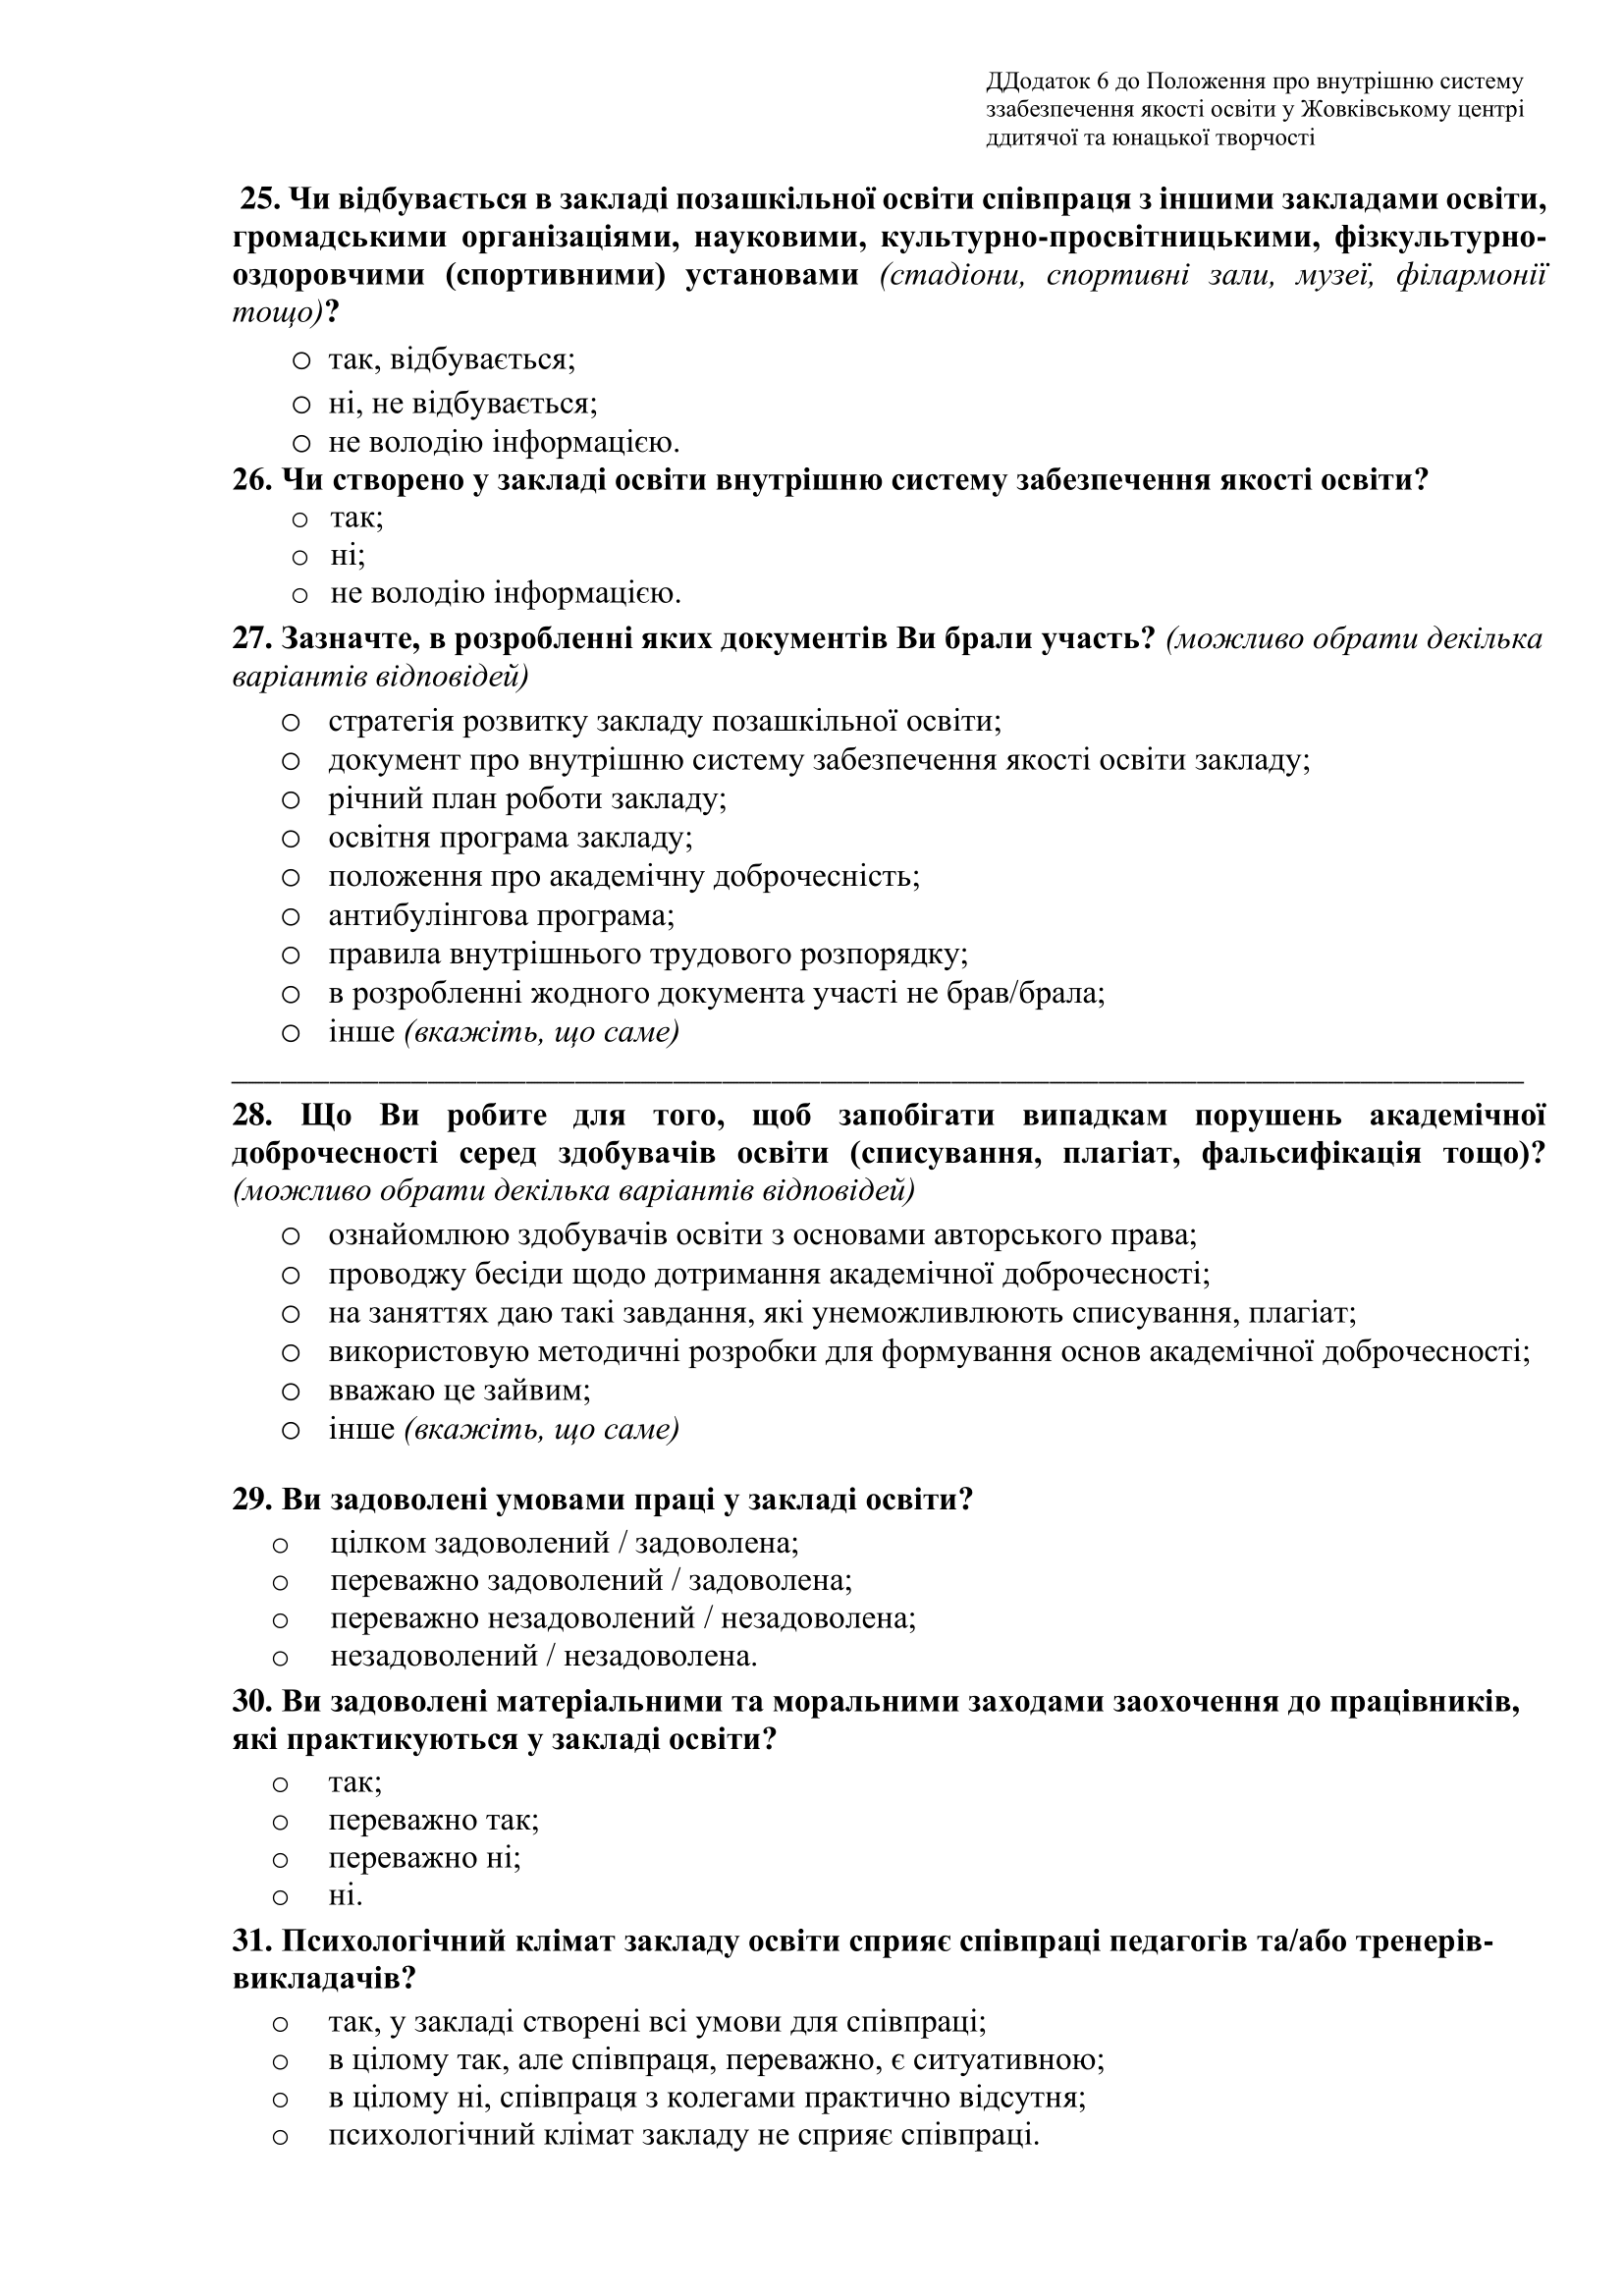 ДДодаток 6 до Положення про внутрішню систему
ззабезпечення якості освіти у Жовківському центрі
ддитячої та юнацької творчості
25. Чи відбувається в закладі позашкільної освіти співпраця з іншими закладами освіти,
громадськими організаціями, науковими, культурно-просвітницькими, фізкультурно-
оздоровчими (спортивними) установами (стадіони, спортивні зали, музеї, філармонії
тощо)?
o так, відбувається;
o ні, не відбувається;
o не володію інформацією.
26. Чи створено у закладі освіти внутрішню систему забезпечення якості освіти?
o так;
o ні;
o не володію інформацією.
27. Зазначте, в розробленні яких документів Ви брали участь? (можливо обрати декілька
варіантів відповідей)
o стратегія розвитку закладу позашкільної освіти;
o документ про внутрішню систему забезпечення якості освіти закладу;
o річний план роботи закладу;
o освітня програма закладу;
o положення про академічну доброчесність;
o антибулінгова програма;
o правила внутрішнього трудового розпорядку;
o в розробленні жодного документа участі не брав/брала;
o інше (вкажіть, що саме)
_______________________________________________________________________________
28. Що Ви робите для того, щоб запобігати випадкам порушень академічної
доброчесності серед здобувачів освіти (списування, плагіат, фальсифікація тощо)?
(можливо обрати декілька варіантів відповідей)
o ознайомлюю здобувачів освіти з основами авторського права;
o проводжу бесіди щодо дотримання академічної доброчесності;
o на заняттях даю такі завдання, які унеможливлюють списування, плагіат;
o використовую методичні розробки для формування основ академічної доброчесності;
o вважаю це зайвим;
o інше (вкажіть, що саме)
29. Ви задоволені умовами праці у закладі освіти?
o цілком задоволений / задоволена;
o переважно задоволений / задоволена;
o переважно незадоволений / незадоволена;
o незадоволений / незадоволена.
30. Ви задоволені матеріальними та моральними заходами заохочення до працівників,
які практикуються у закладі освіти?
o так;
o переважно так;
o переважно ні;
o ні.
31. Психологічний клімат закладу освіти сприяє співпраці педагогів та/або тренерів-
викладачів?
o так, у закладі створені всі умови для співпраці;
o в цілому так, але співпраця, переважно, є ситуативною;
o в цілому ні, співпраця з колегами практично відсутня;
o психологічний клімат закладу не сприяє співпраці.